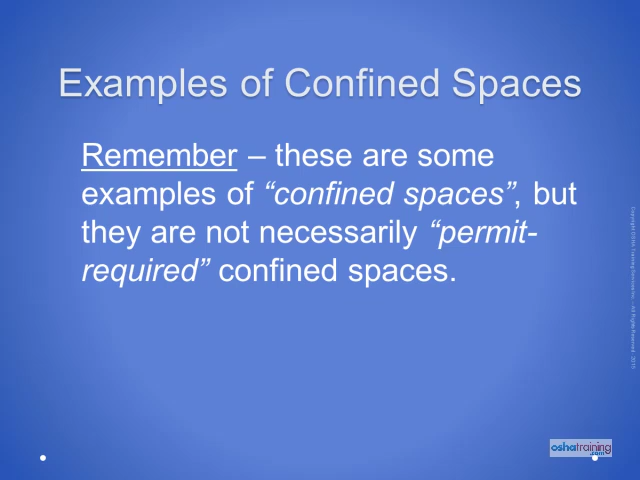 Examples of Confined Spaces
Remember – these are some
examples of “confined spaces”, but
they are not necessarily “permit-
required” confined spaces.
oshatraining
.com